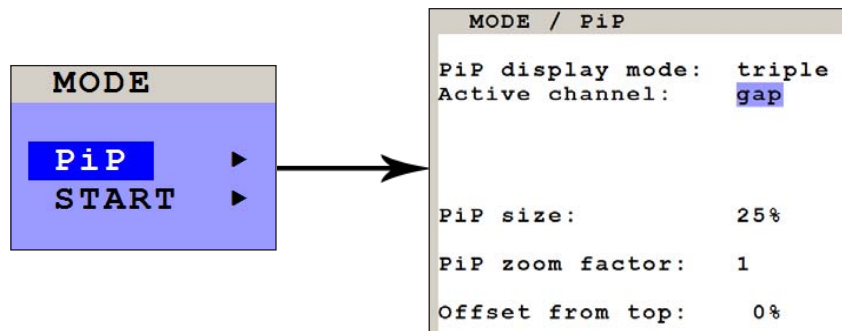 MODE
PiP ►
START ►
MODE / PiP
PiP display mode: triple
Active channel: gap
PiP size: 25%
PiP zoom factor: 1
Offset from top: 0%